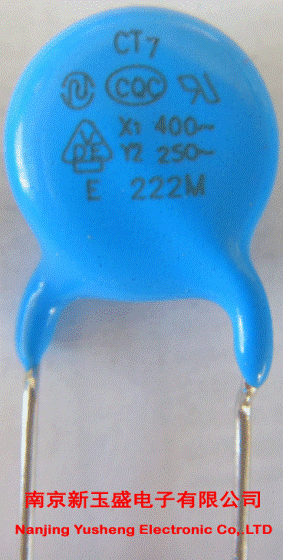 CT7
CQC
X1 400~
VDE Y2 250~
E 222M
南京新玉盛电子有限公司
Nanjing Yusheng Electronic Co,.LTD